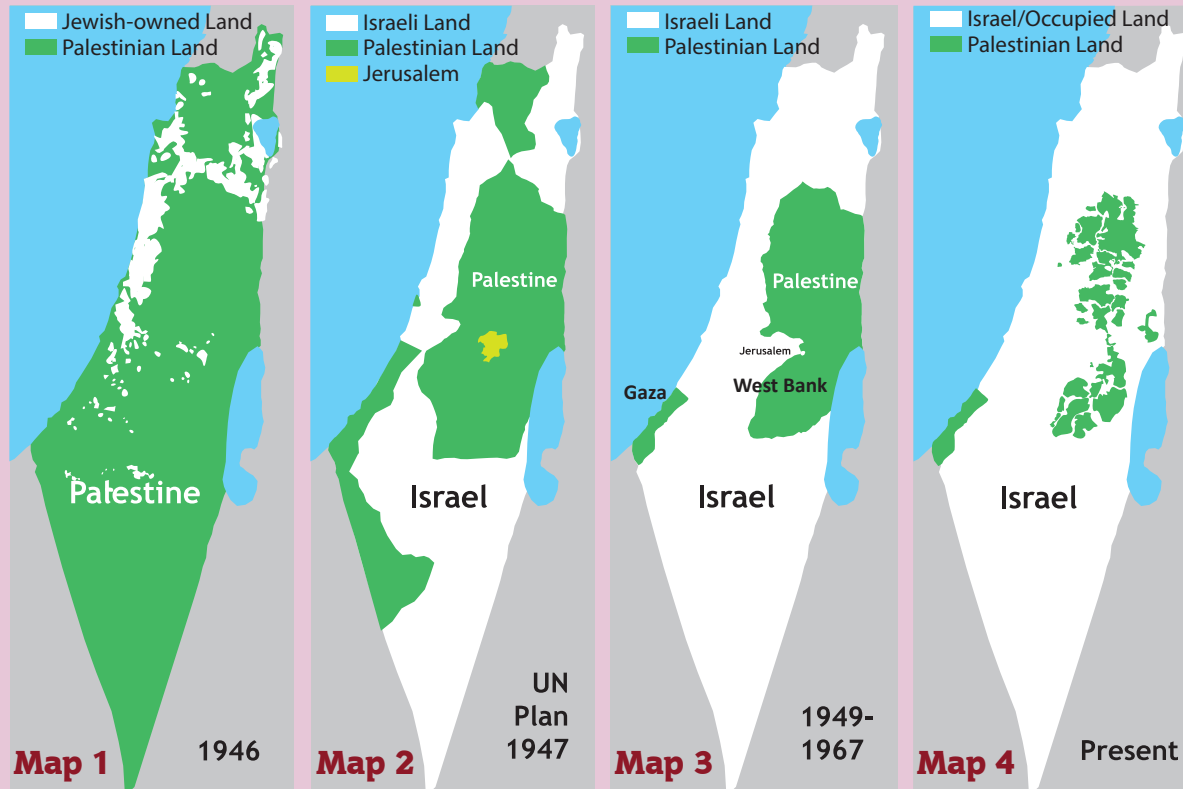 Jewish-owned Land
Palestinian Land
Palestine
1946
Map 1
Israeli Land
Palestinian Land
Jerusalem
Palestine
Israel
UN
Plan
1947
Map 2
Israeli Land
Palestinian Land
Palestine
Jerusalem
Gaza
West Bank
Israel
1949-
1967
Map 3
Israel/Occupied Land
Palestinian Land
Israel
Present
Map 4